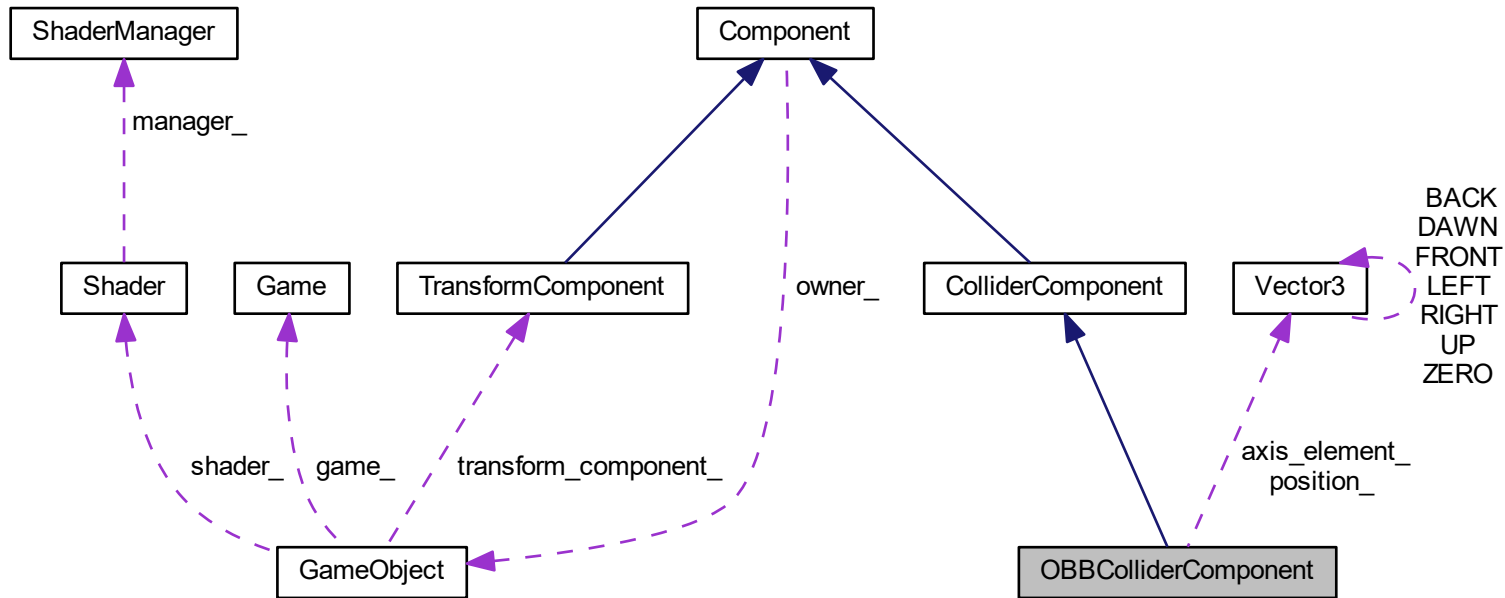 ShaderManager
Component
manager_
BACK
DAWN
FRONT
LEFT
RIGHT
UP
ZERO
Shader
Game
TransformComponent
owner_
ColliderComponent
Vector3
shader_
game_
transform_component_
axis_element_
position_
GameObject
OBBColliderComponent